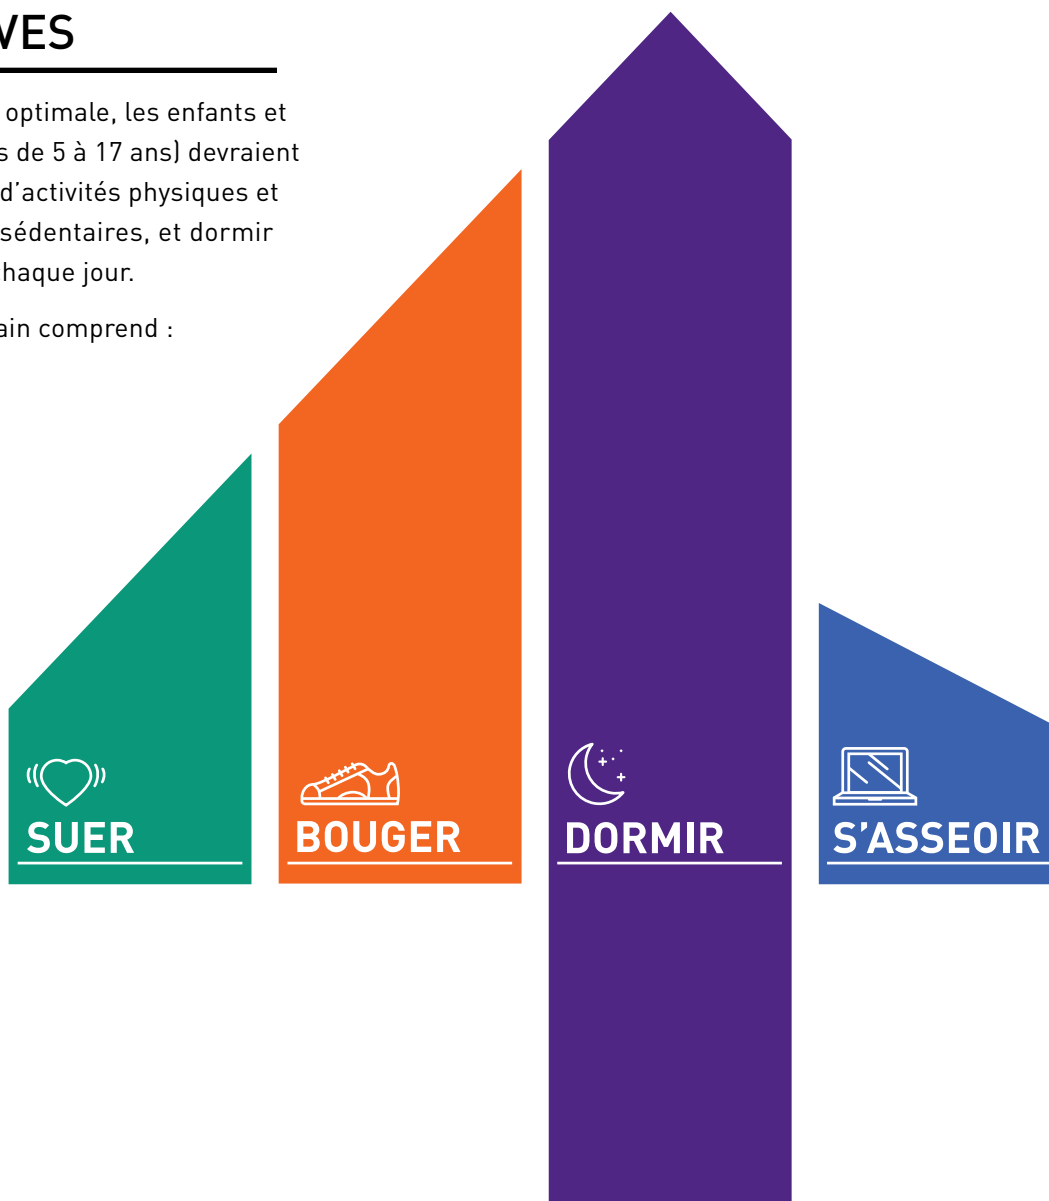 VES
optimale, les enfants et
s de 5 à 17 ans) devraient
d’activités physiques et
sédentaires, et dormir
haque jour.
ain comprend :
SUER
BOUGER
DORMIR
S’ASSEOIR